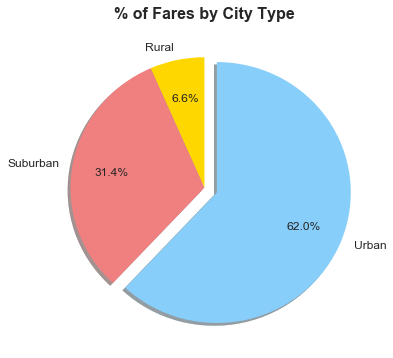 % of Fares by City Type
Rural
6.6%
Suburban
31.4%
62.0%
Urban